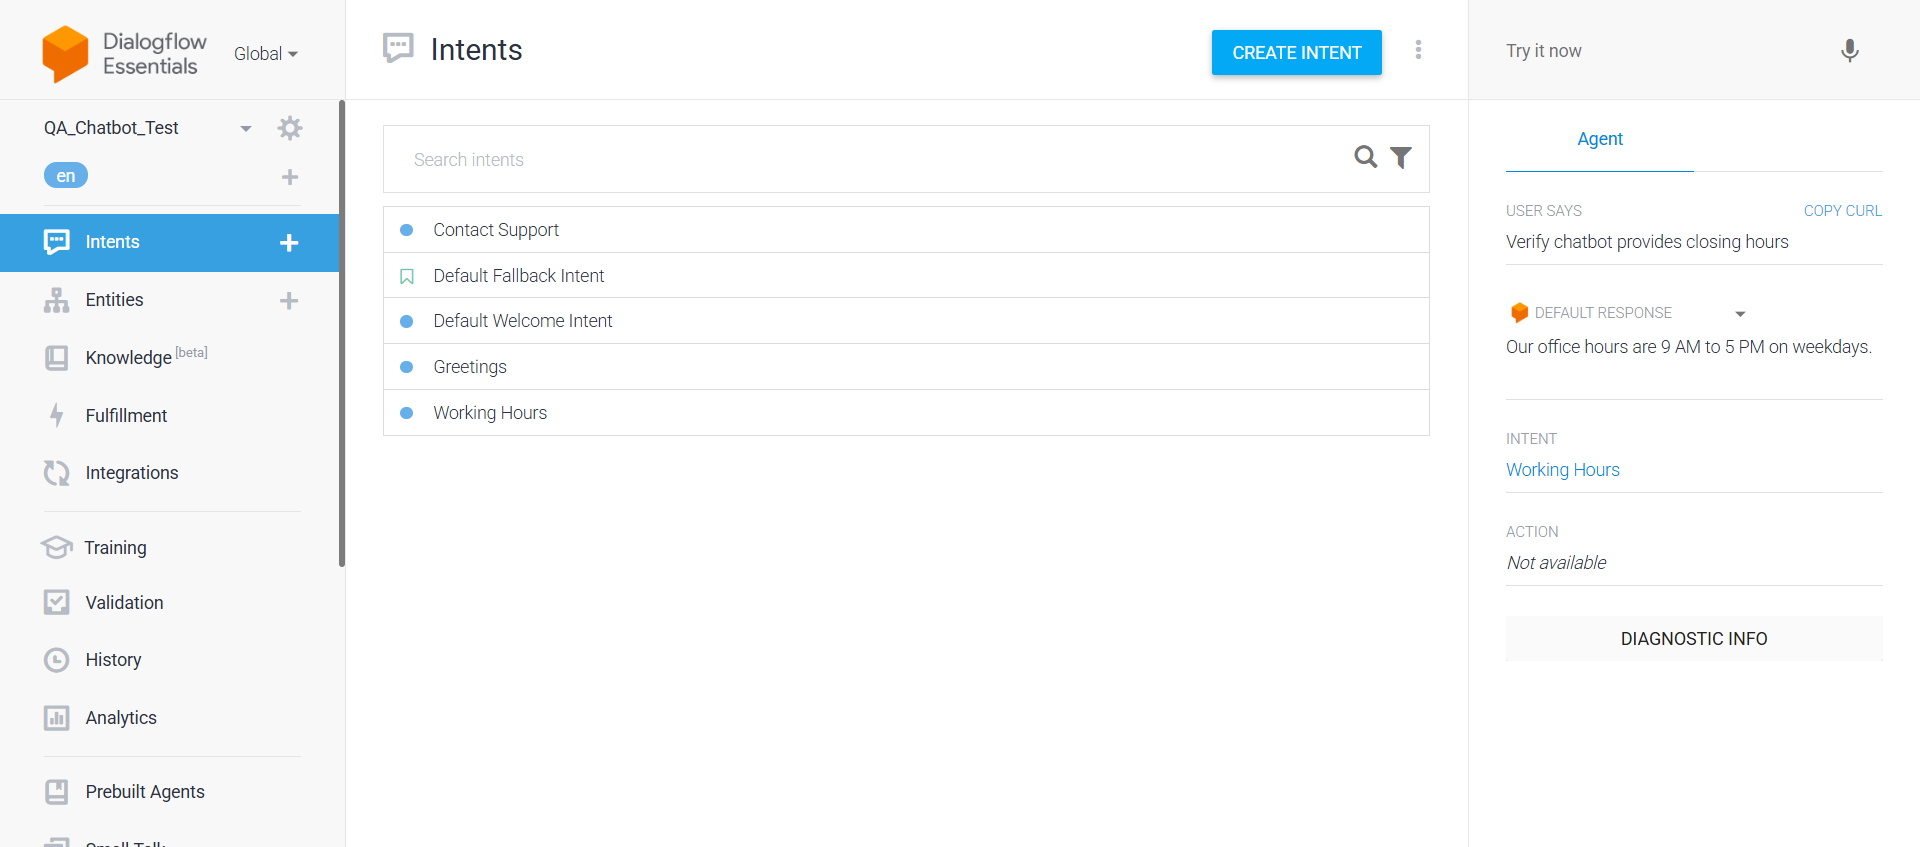 Dialogflow
Essentials
Global
QA_Chatbot_Test
en
Intents
Entities
Knowledge [beta]
Fulfillment
Integrations
Training
Validation
History
Analytics
Prebuilt Agents
Small Talk
Intents
CREATE INTENT
Search intents
Contact Support
Default Fallback Intent
Default Welcome Intent
Greetings
Working Hours
Try it now
Agent
USER SAYS
COPY CURL
Verify chatbot provides closing hours
DEFAULT RESPONSE
Our office hours are 9 AM to 5 PM on weekdays.
INTENT
Working Hours
ACTION
Not available
DIAGNOSTIC INFO